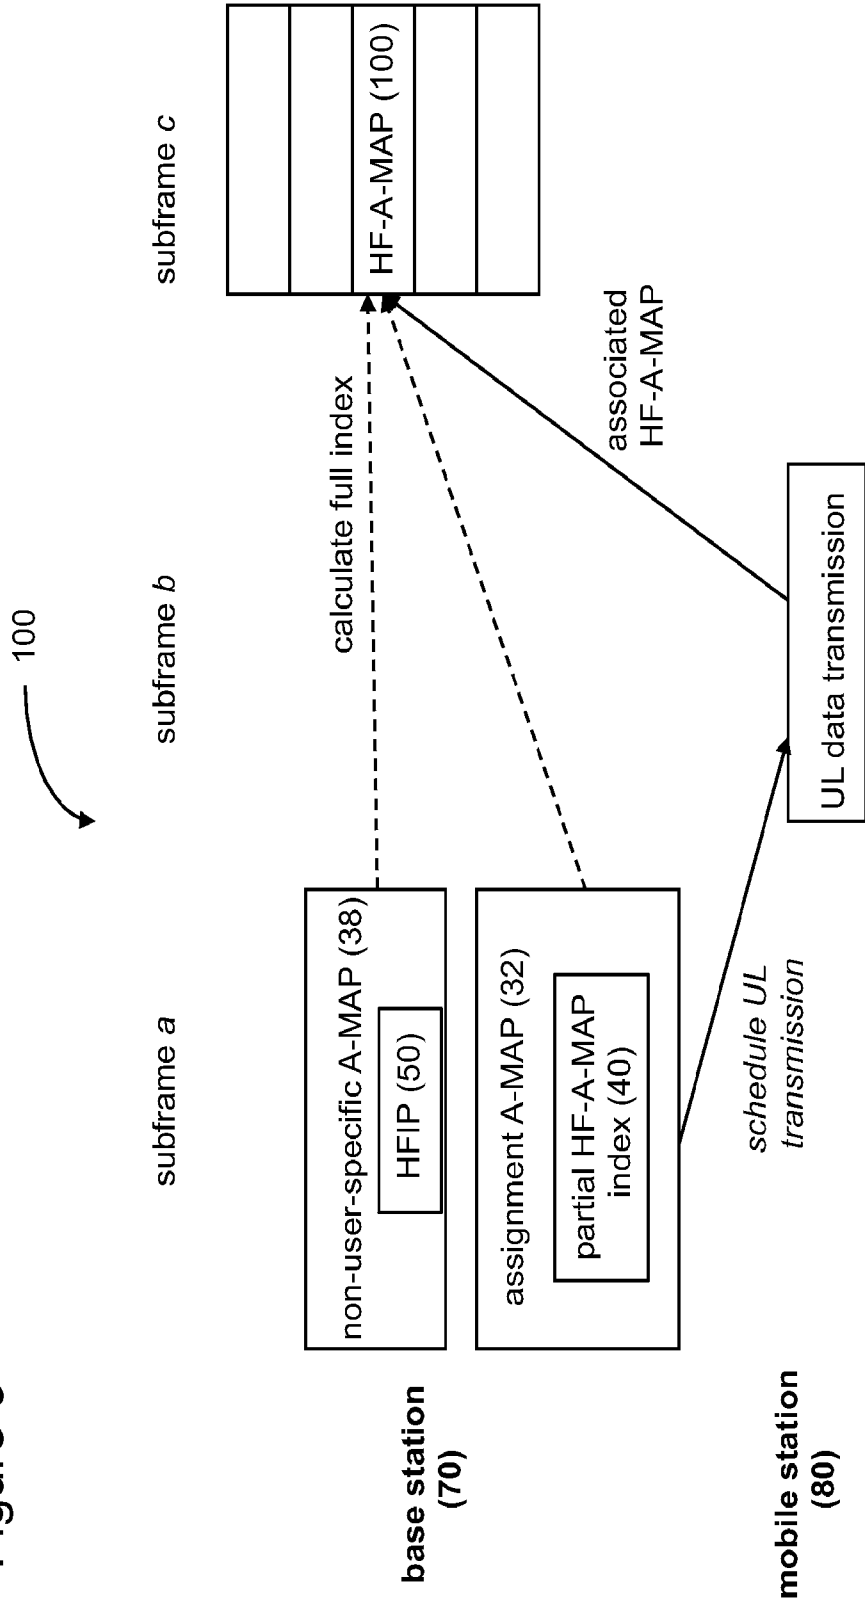 Figure
100
subframe a
subframe b
subframe c
non-user-specific A-MAP (38)
HFIP (50)
calculate full index
HF-A-MAP (100)
base station
(70)
assignment A-MAP (32)
partial HF-A-MAP
index (40)
associated
HF-A-MAP
schedule UL
transmission
mobile station
(80)
UL data transmission